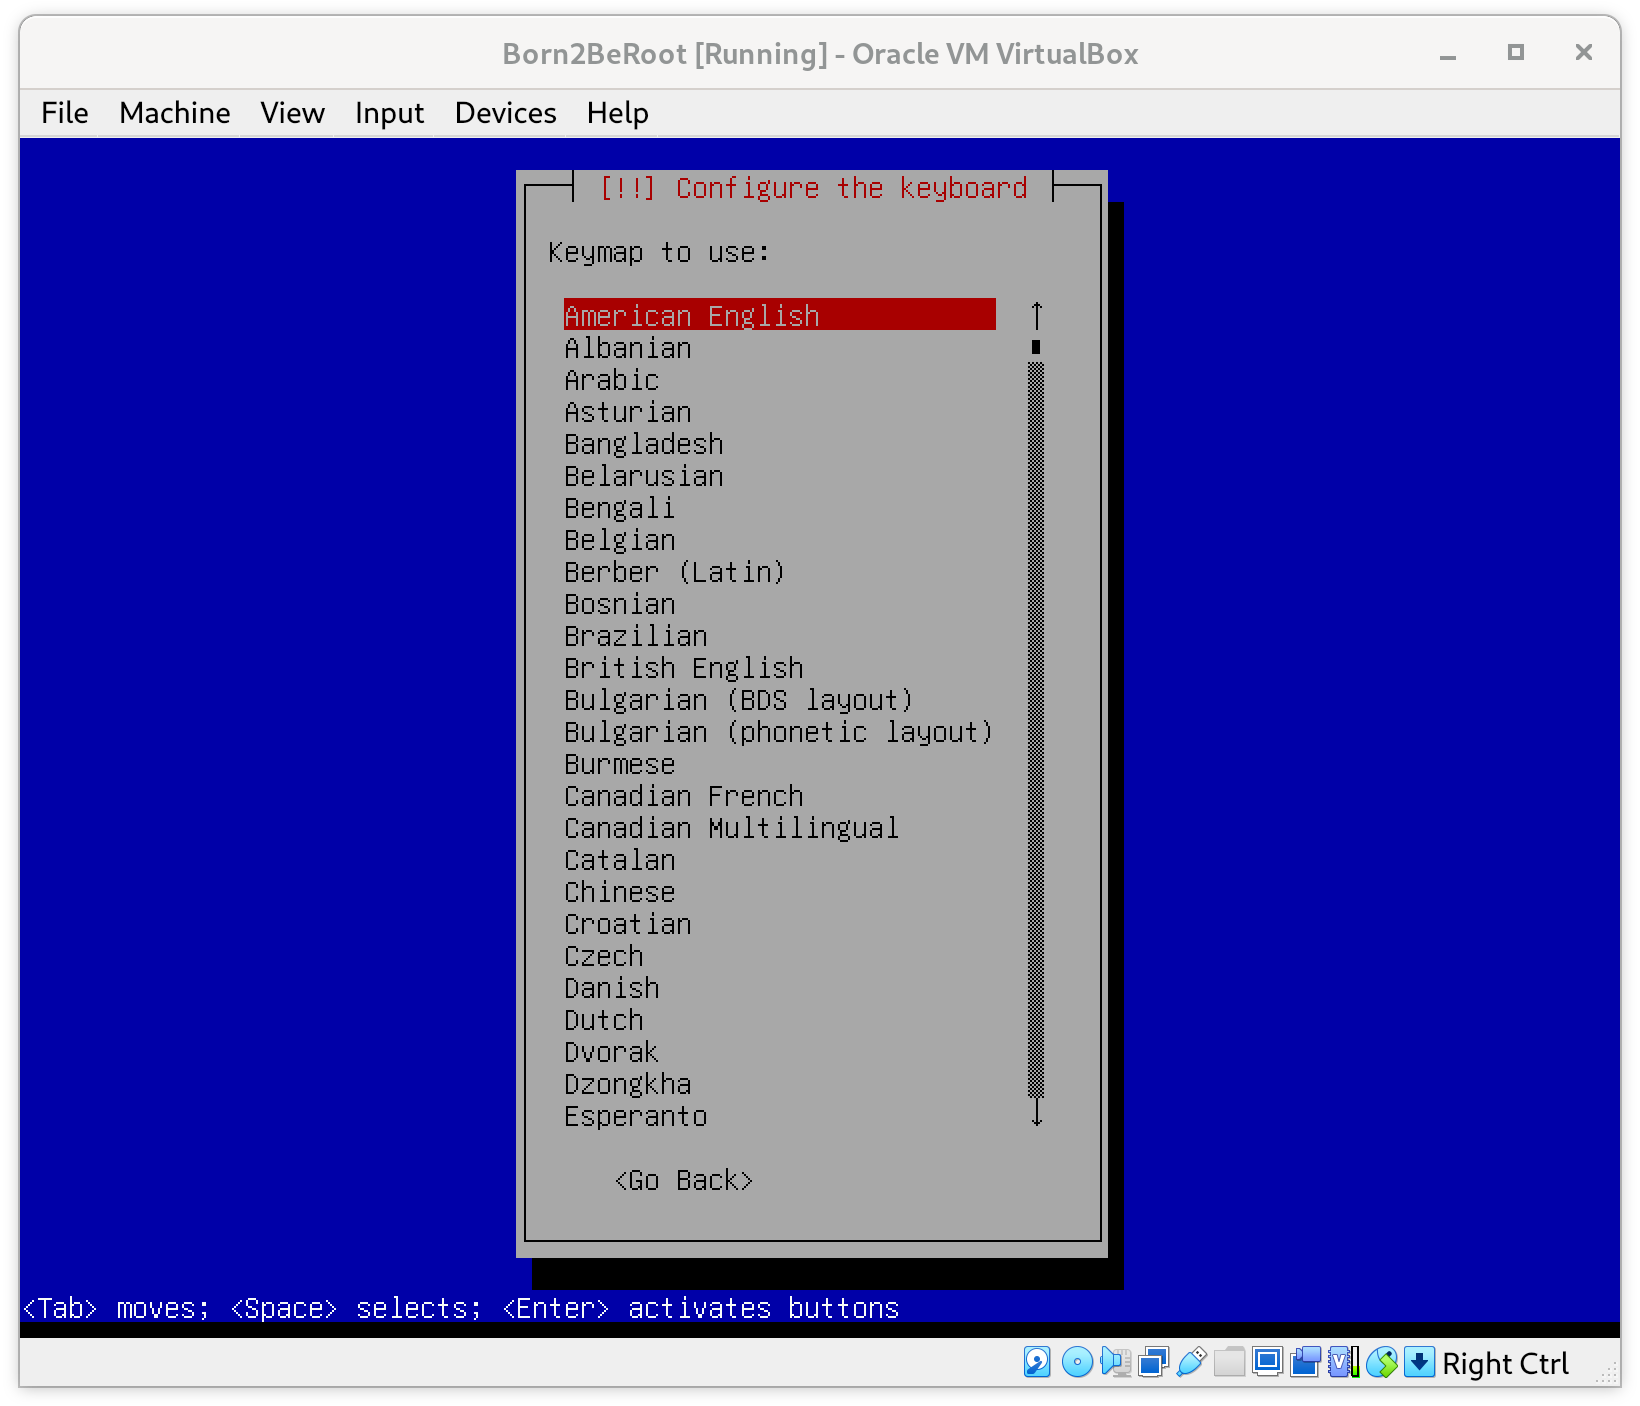 Born2BeRoot [Running] - Oracle VM VirtualBox
File Machine View Input Devices Help
[!!] Configure the keyboard
Keymap to use:
American English
Albanian
Arabic
Asturian
Bangladesh
Belarusian
Bengali
Belgian
Berber (Latin)
Bosnian
Brazilian
British English
Bulgarian (BDS layout)
Bulgarian (phonetic layout)
Burmese
Canadian French
Canadian Multilingual
Catalan
Chinese
Croatian
Czech
Danish
Dutch
Dvorak
Dzongkha
Esperanto
<Go Back>
<Tab> moves; <Space> selects; <Enter> activates buttons
Right Ctrl